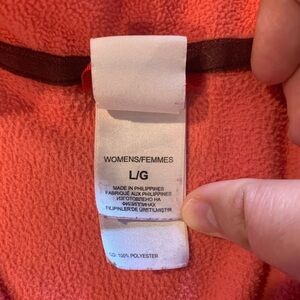 WOMENS/FEMMES
L/G
MADE IN PHILIPPINES
FABRIQUÉ AUX PHILIPPINES
ИЗГОТОВЛЕНО НА
ФИЛИППИНАХ
FILIPINLER'DE ÜRETILMIŞTIR
100% POLYESTER